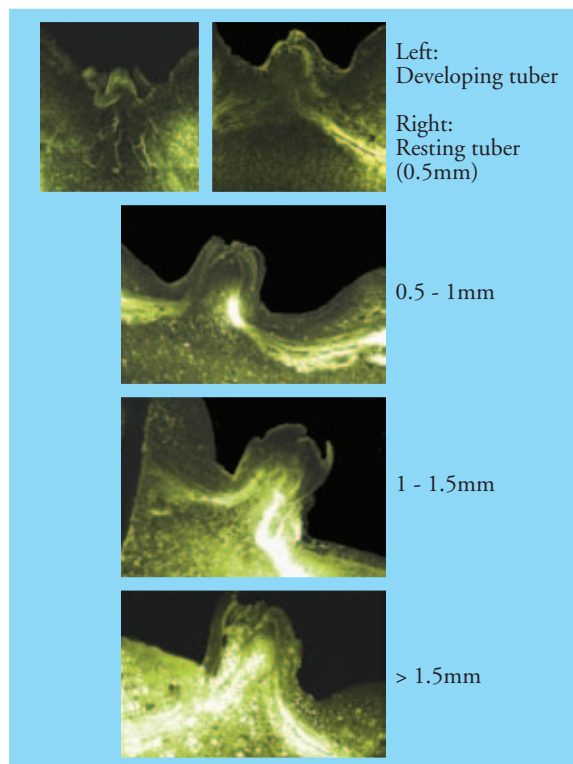 Left:
Developing tuber
Right:
Resting tuber
(0.5mm)
0.5 - 1mm
1 - 1.5mm
> 1.5mm